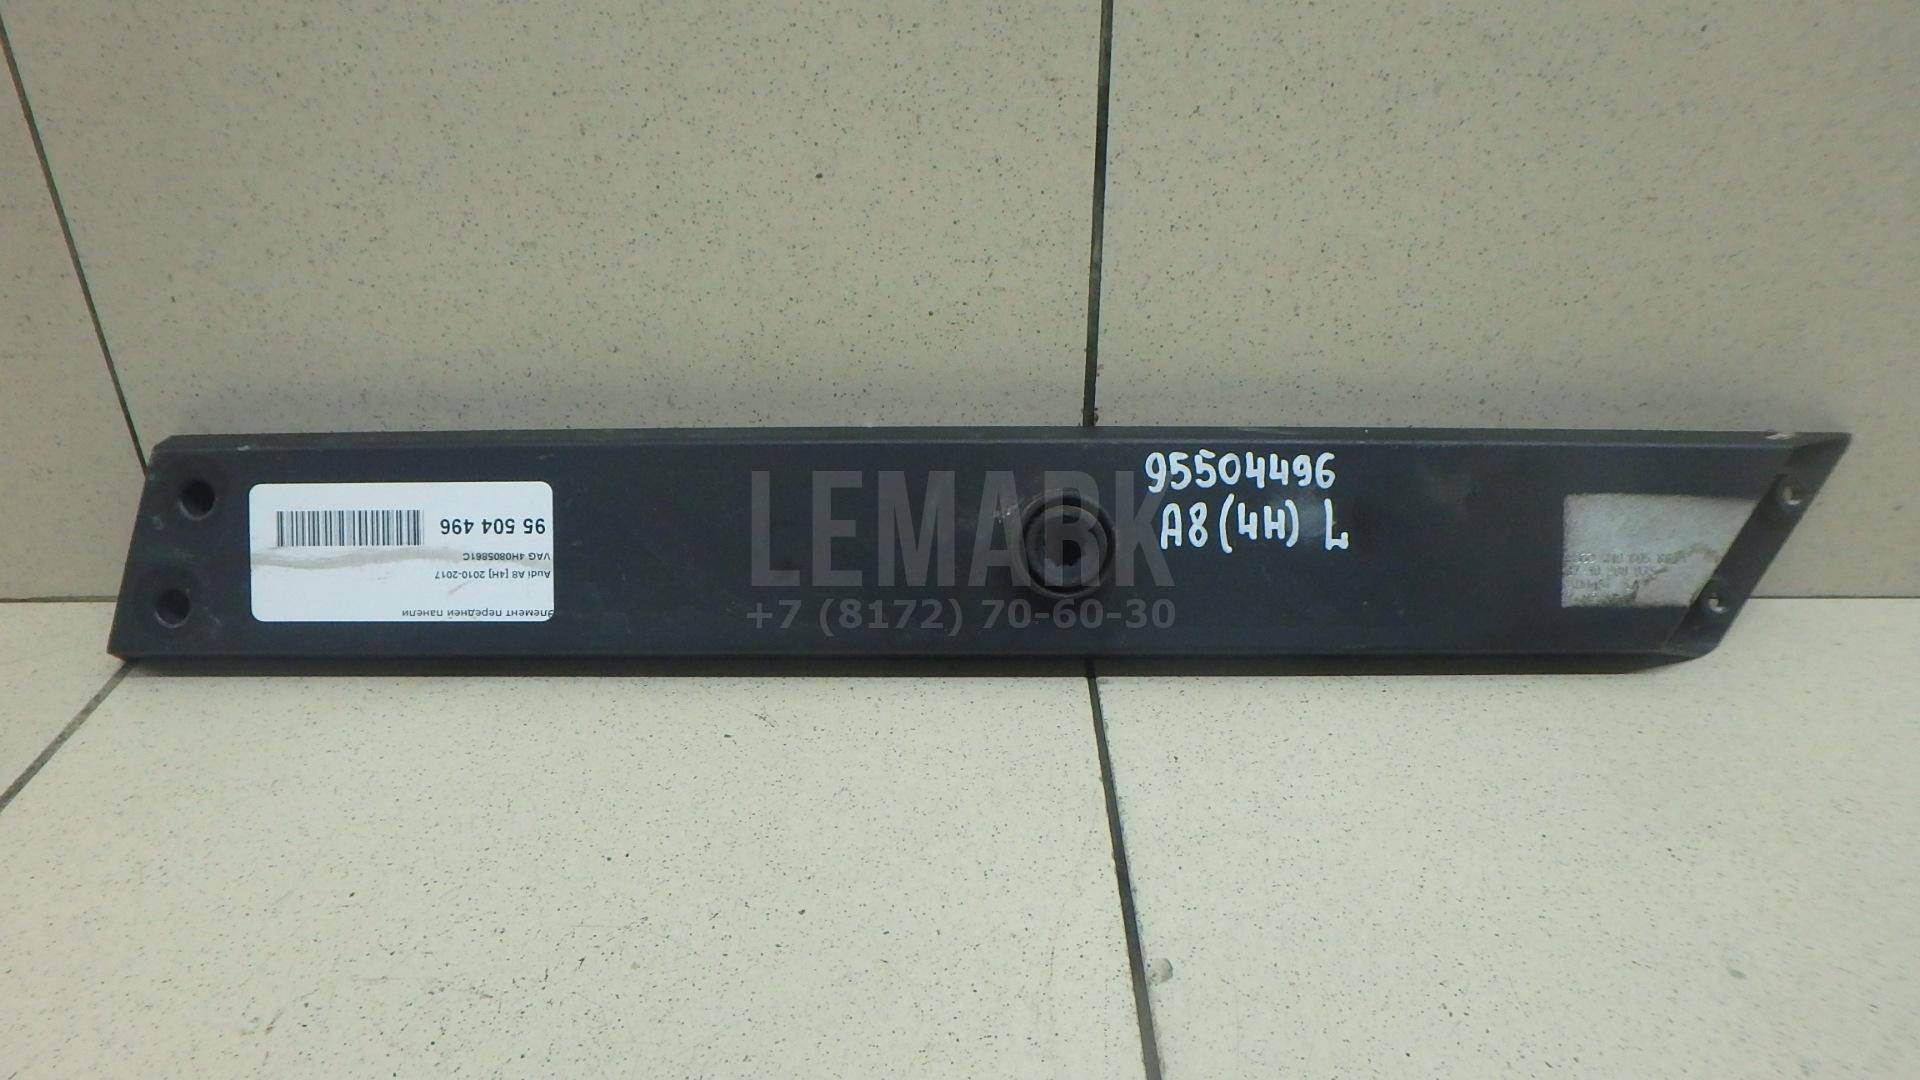 95504496
A8 (4H) L
95 504 496
VAG 4H0805861C
Audi A8 [4H] 2010-2017
Элемент передней панели
LEMARK
+7 (8172) 70-60-30